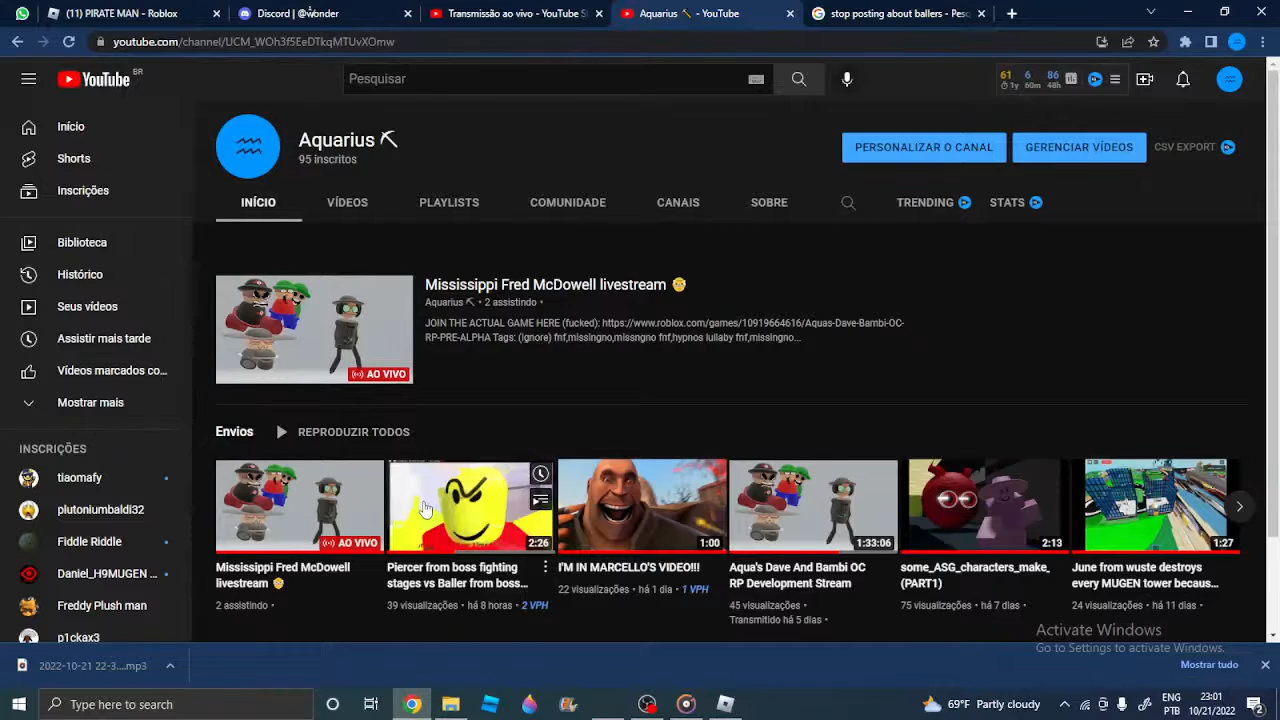 (11) PIRATE MAN - Roblox
Discord | @wonder
Transmissão ao vivo - YouTube S
Aquarius ⛏ - YouTube
stop posting about ballers - Pesq
youtube.com/channel/UCM_WOh3f5EeDTkqMTUvXOmw
YouTube BR
Pesquisar
61 6 86
1y 60m 48h
Início
Shorts
Inscrições
Biblioteca
Histórico
Seus vídeos
Assistir mais tarde
Vídeos marcados co...
Mostrar mais
INSCRIÇÕES
tiaomafy
plutoniumbaldi32
Fiddle Riddle
Daniel_H9MUGEN ...
Freddy Plush man
p1ckax3
Aquarius ⛏
95 inscritos
PERSONALIZAR O CANAL
GERENCIAR VÍDEOS
CSV EXPORT
INÍCIO
VÍDEOS
PLAYLISTS
COMUNIDADE
CANAIS
SOBRE
TRENDING
STATS
AO VIVO
Mississippi Fred McDowell livestream 👴
Aquarius ⛏ • 2 assistindo •
JOIN THE ACTUAL GAME HERE (fucked): https://www.roblox.com/games/10919664616/Aquas-Dave-Bambi-OC-
RP-PRE-ALPHA Tags: (ignore) fnf,missingno,missngno fnf,hypnos lullaby fnf,missingno...
Envios
REPRODUZIR TODOS
AO VIVO
Mississippi Fred McDowell
livestream 👴
2 assistindo •
2:26
Piercer from boss fighting
stages vs Baller from boss...
39 visualizações • há 8 horas • 2 VPH
1:00
I'M IN MARCELLO'S VIDEO!!!
22 visualizações • há 1 dia • 1 VPH
1:33:06
Aqua's Dave And Bambi OC
RP Development Stream
45 visualizações •
Transmitido há 5 dias •
2:13
some_ASG_characters_make_
(PART1)
75 visualizações • há 7 dias •
1:27
June from wuste destroys
every MUGEN tower becaus...
24 visualizações • há 11 dias •
Activate Windows
Go to Settings to activate Windows.
2022-10-21 22-3....mp3
Mostrar tudo
Type here to search
69°F Partly cloudy
ENG
PTB
23:01
10/21/2022
2